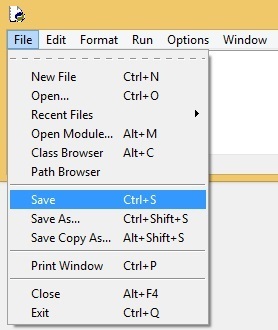 File Edit Format Run Options Window
New File Ctrl+N
Open... Ctrl+O
Recent Files
Open Module... Alt+M
Class Browser Alt+C
Path Browser
Save Ctrl+S
Save As... Ctrl+Shift+S
Save Copy As... Alt+Shift+S
Print Window Ctrl+P
Close Alt+F4
Exit Ctrl+Q